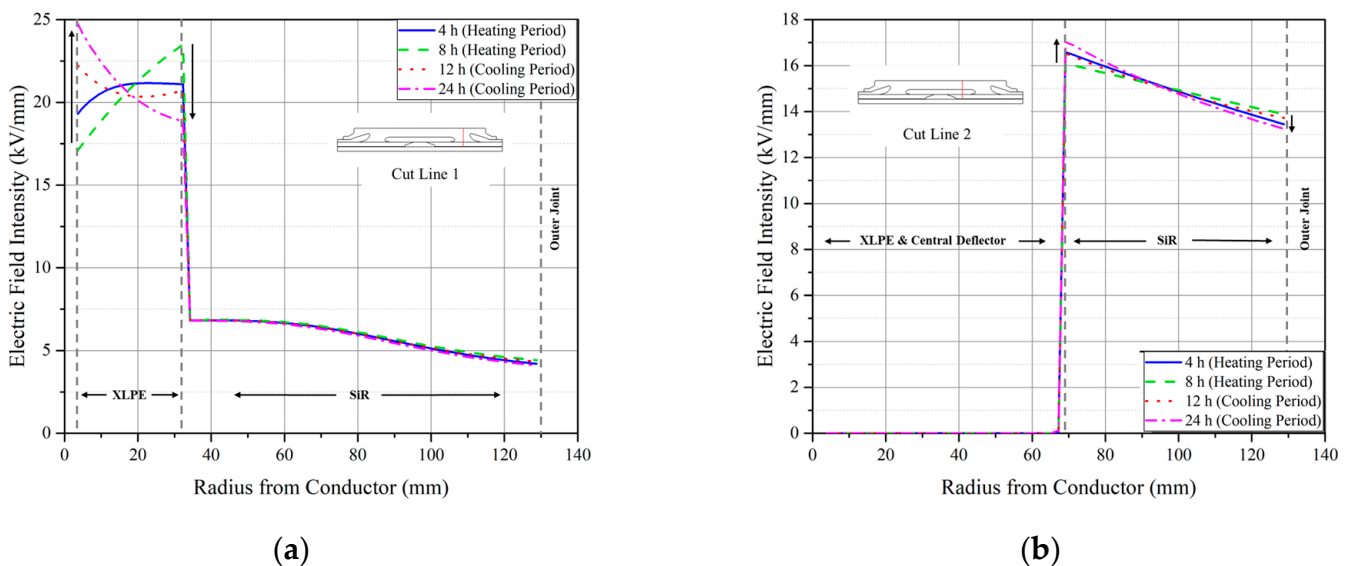 25
20
15
10
5
0
Electric Field Intensity (kV/mm)
4 h (Heating Period)
8 h (Heating Period)
12 h (Cooling Period)
24 h (Cooling Period)
Cut Line 1
Outer Joint
XLPE
SiR
0 20 40 60 80 100 120 140
Radius from Conductor (mm)
(a)
18
16
14
12
10
8
6
4
2
0
Electric Field Intensity (kV/mm)
Cut Line 2
XLPE & Central Deflector
SiR
Outer Joint
4 h (Heating Period)
8 h (Heating Period)
12 h (Cooling Period)
24 h (Cooling Period)
0 20 40 60 80 100 120 140
Radius from Conductor (mm)
(b)